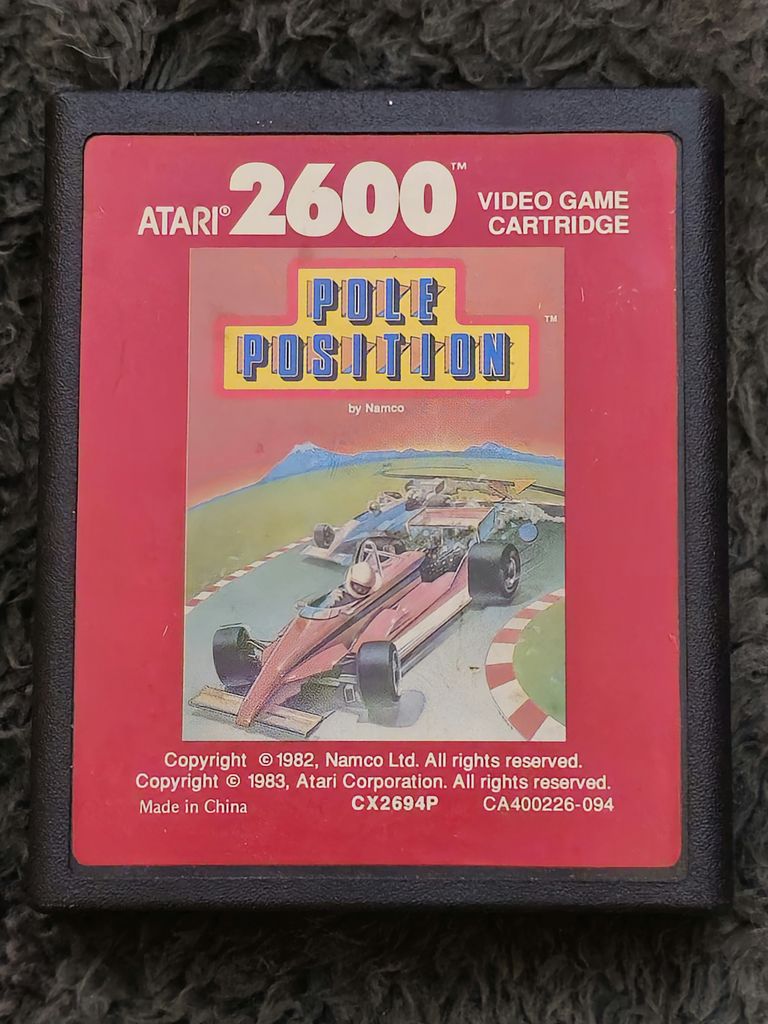 ATARI® 2600™ VIDEO GAME
CARTRIDGE
POLE
POSITION™
by Namco
Copyright ©1982, Namco Ltd. All rights reserved.
Copyright © 1983, Atari Corporation. All rights reserved.
Made in China CX2694P CA400226-094